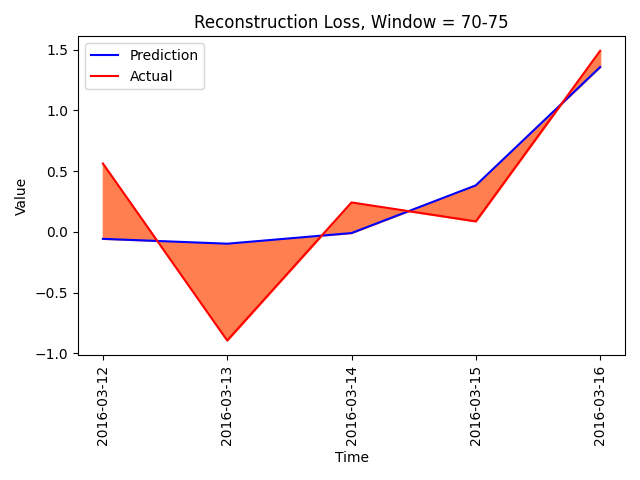 Reconstruction Loss, Window = 70-75
Prediction
Actual
Value
1.5
1.0
0.5
0.0
−0.5
−1.0
2016-03-12
2016-03-13
2016-03-14
2016-03-15
2016-03-16
Time